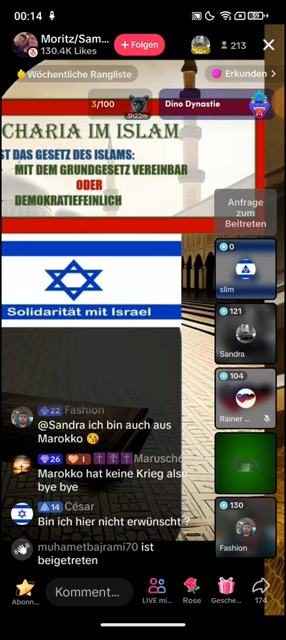 00:14
59
Moritz/Sam...
130.4K Likes
+ Folgen
213
Wöchentliche Rangliste
Erkunden >
3/100
3h22m
Dino Dynastie
CHARIA IM ISLAM
ST DAS GESETZ DES ISLAMS:
MIT DEM GRUNDGESETZ VEREINBAR
ODER
DEMOKRATIEFEINLICH
Anfrage
zum
Beitreten
0
slim
Solidarität mit Israel
121
Sandra
104
Rainer ...
22 Fashion
@Sandra ich bin auch aus
Marokko
26 1 Marusche
Marokko hat keine Krieg also
bye bye
14 César
Bin ich hier nicht erwünscht ?
130
Fashion
muhametbajrami70 ist
beigetreten
Kommentar...
Abonn...
LIVE mi...
Rose
Gesche...
174